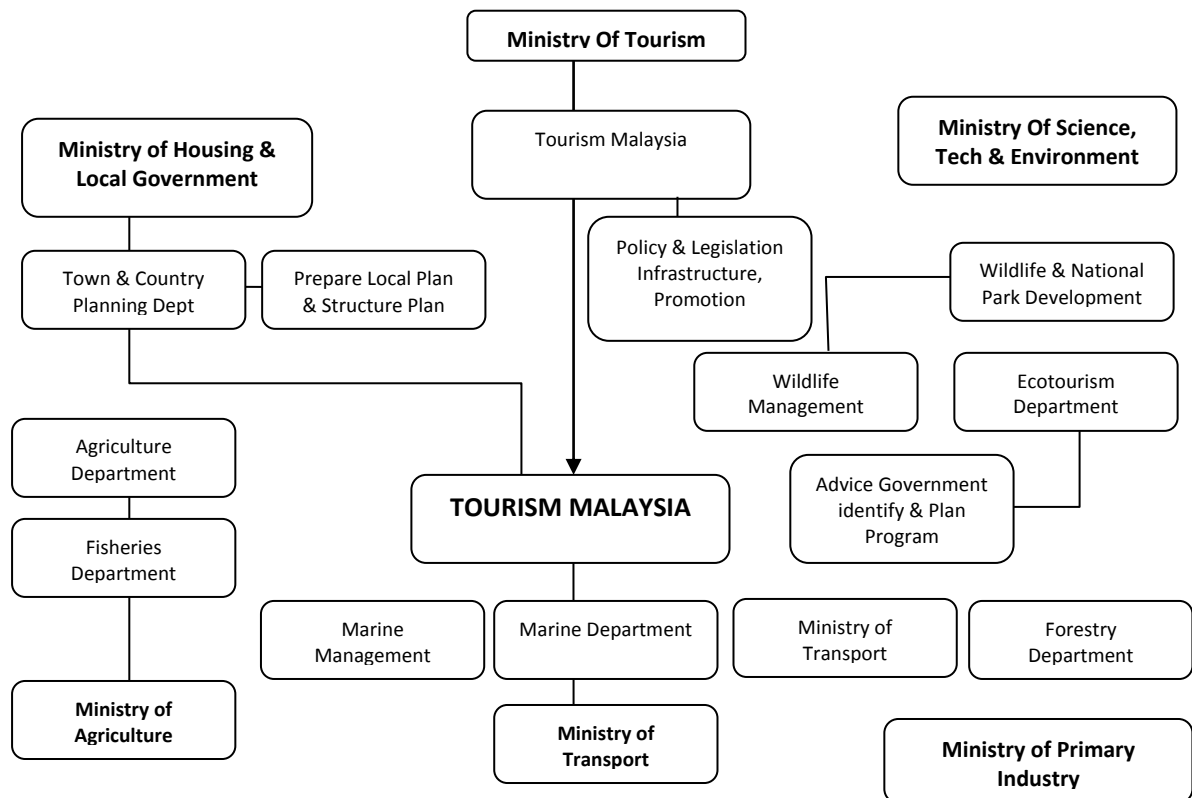 Ministry Of Tourism
Tourism Malaysia
Ministry of Housing &
Local Government
Ministry Of Science,
Tech & Environment
Policy & Legislation
Infrastructure,
Promotion
Town & Country
Planning Dept
Prepare Local Plan
& Structure Plan
Wildlife & National
Park Development
Wildlife
Management
Ecotourism
Department
Agriculture
Department
TOURISM MALAYSIA
Advice Government
identify & Plan
Program
Fisheries
Department
Marine
Management
Marine Department
Ministry of
Transport
Forestry
Department
Ministry of
Agriculture
Ministry of
Transport
Ministry of Primary
Industry